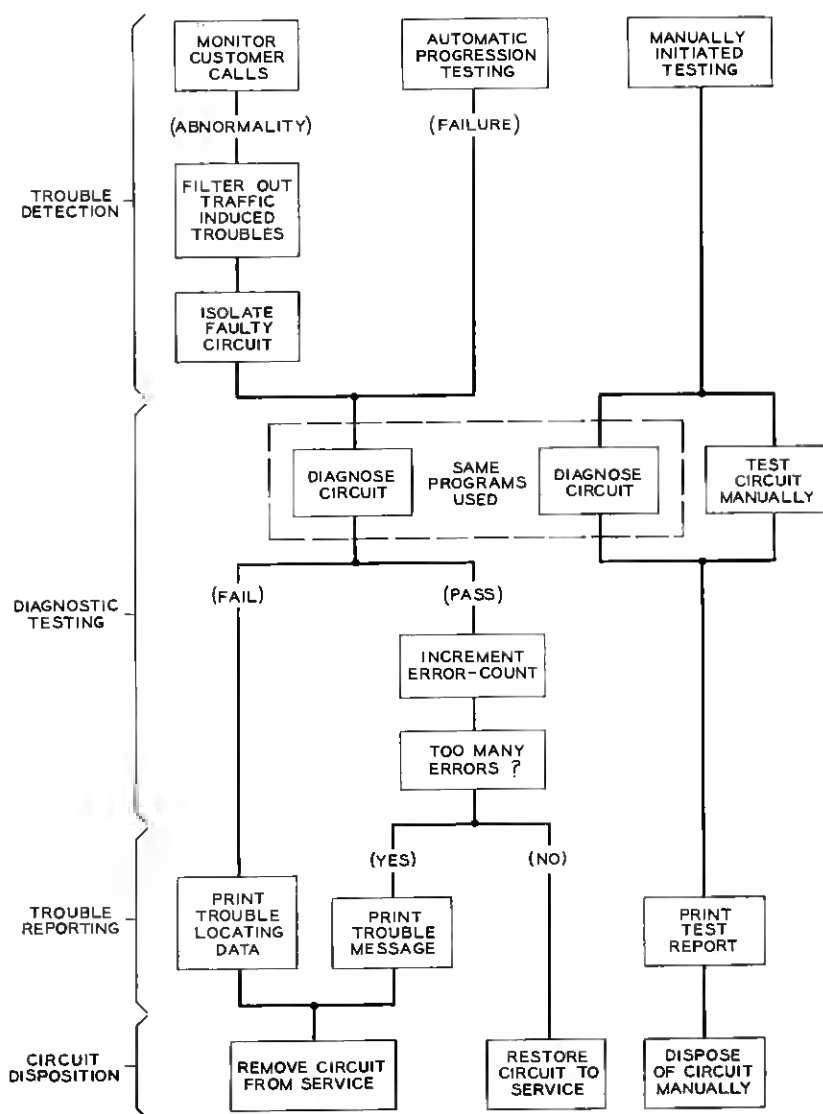 MONITOR
CUSTOMER
CALLS
AUTOMATIC
PROGRESSION
TESTING
MANUALLY
INITIATED
TESTING
(ABNORMALITY)
(FAILURE)
TROUBLE
DETECTION
FILTER OUT
TRAFFIC
INDUCED
TROUBLES
ISOLATE
FAULTY
CIRCUIT
DIAGNOSE
CIRCUIT
SAME
PROGRAMS
USED
DIAGNOSE
CIRCUIT
TEST
CIRCUIT
MANUALLY
DIAGNOSTIC
TESTING
(FAIL)
(PASS)
INCREMENT
ERROR-COUNT
TOO MANY
ERRORS ?
(YES)
(NO)
TROUBLE
REPORTING
PRINT
TROUBLE
LOCATING
DATA
PRINT
TROUBLE
MESSAGE
PRINT
TEST
REPORT
CIRCUIT
DISPOSITION
REMOVE CIRCUIT
FROM SERVICE
RESTORE
CIRCUIT TO
SERVICE
DISPOSE
OF CIRCUIT
MANUALLY